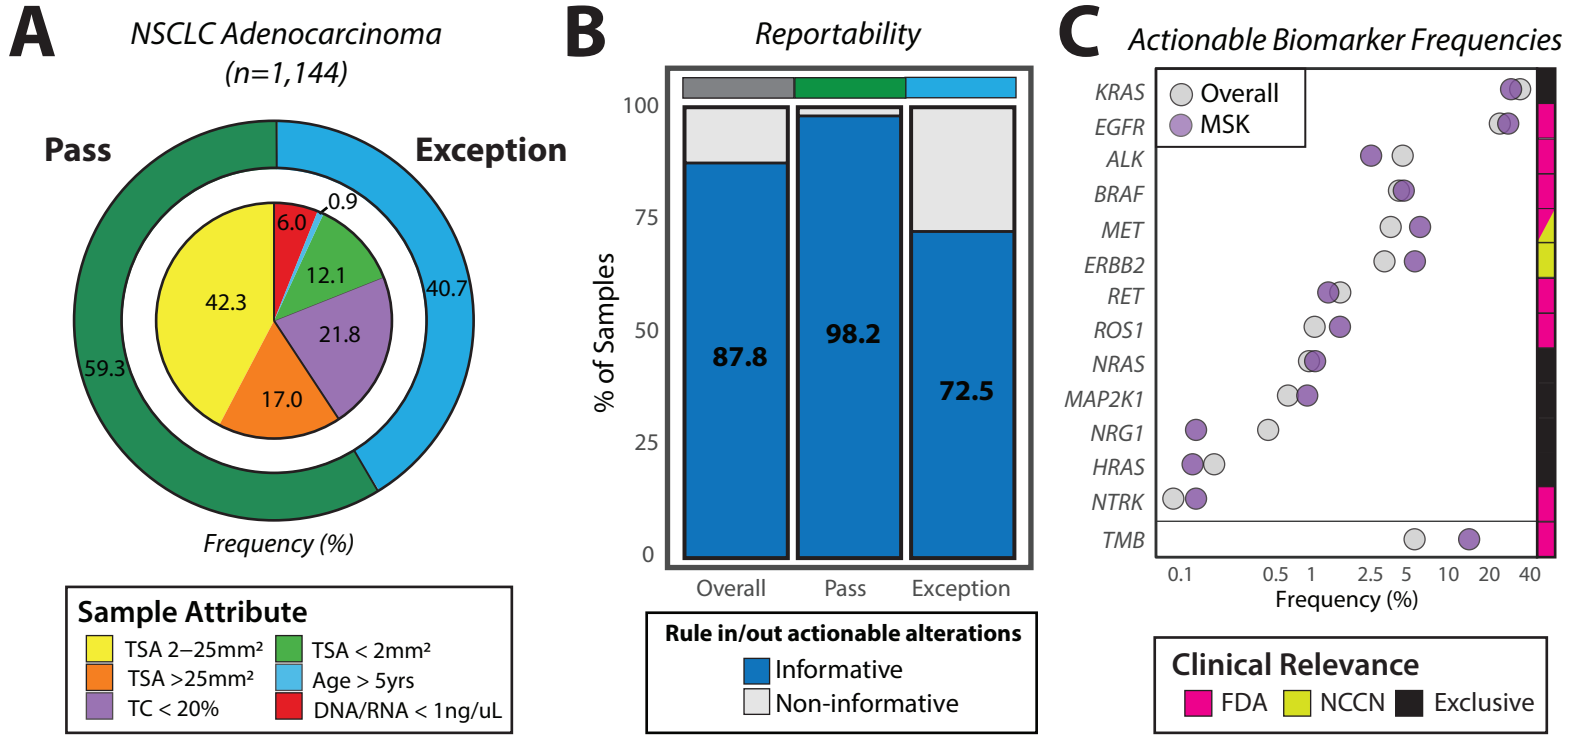 A
NSCLC Adenocarcinoma
(n=1,144)
Pass
Exception
0.9
6.0
12.1
42.3
40.7
21.8
59.3
17.0
Frequency (%)
Sample Attribute
TSA 2–25mm²
TSA < 2mm²
TSA >25mm²
Age > 5yrs
TC < 20%
DNA/RNA < 1ng/uL
B
Reportability
% of Samples
100
75
50
25
0
87.8
98.2
72.5
Overall
Pass
Exception
Rule in/out actionable alterations
Informative
Non-informative
C
Actionable Biomarker Frequencies
Overall
MSK
KRAS
EGFR
ALK
BRAF
MET
ERBB2
RET
ROS1
NRAS
MAP2K1
NRG1
HRAS
NTRK
TMB
0.1 0.5 1 2.5 5 10 20 40
Frequency (%)
Clinical Relevance
FDA
NCCN
Exclusive